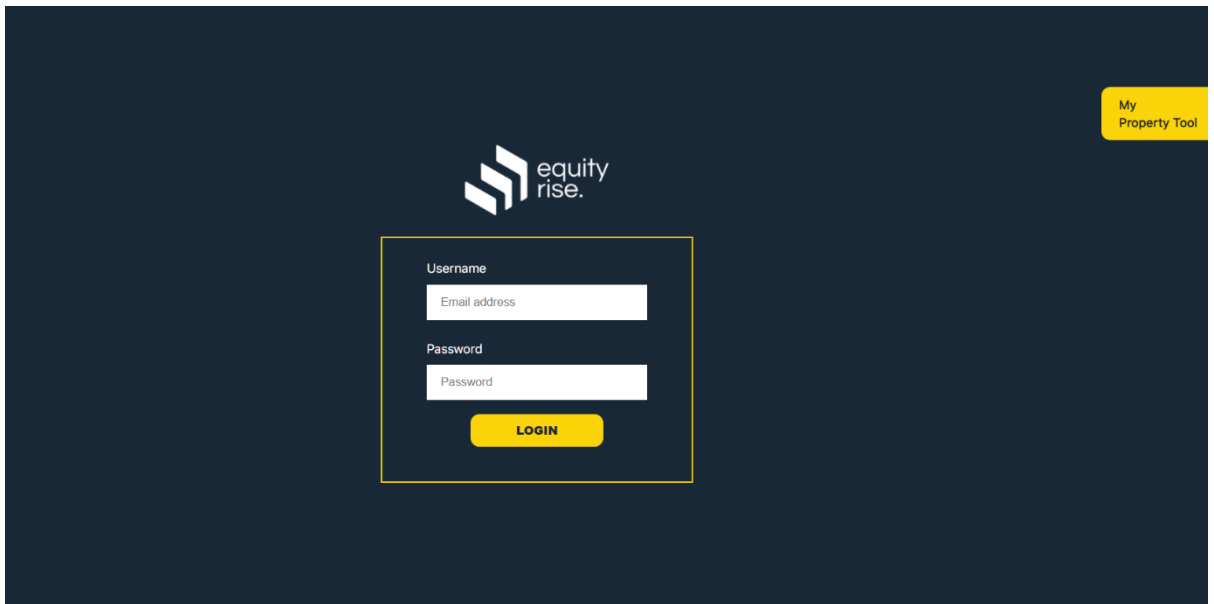 My
Property Tool
equity
rise.
Username
Email address
Password
Password
LOGIN